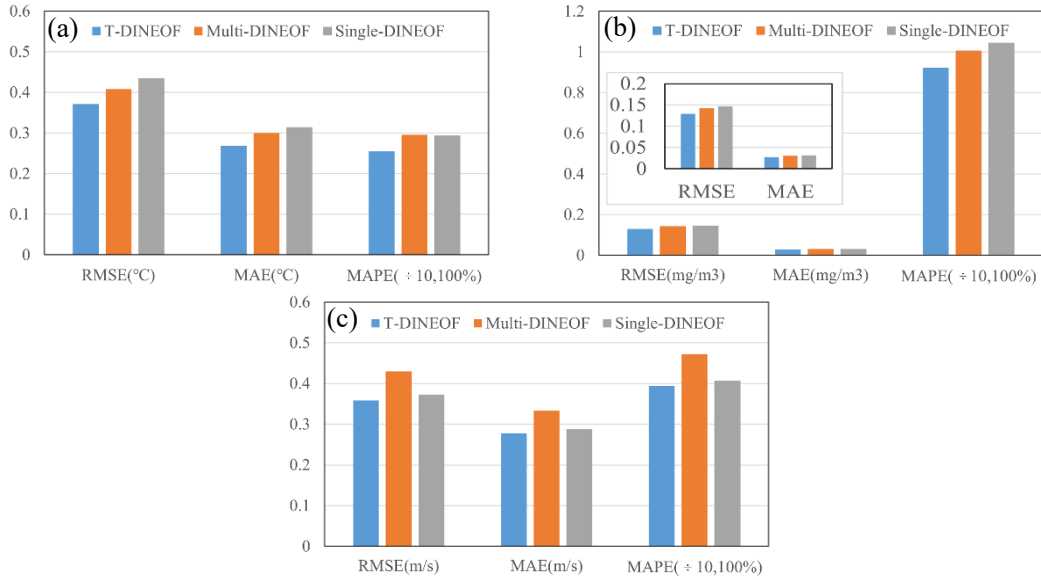 (a)
T-DINEOF Multi-DINEOF Single-DINEOF
0.6
0.5
0.4
0.3
0.2
0.1
0
RMSE(℃) MAE(℃) MAPE( ÷ 10,100%)
(b)
T-DINEOF Multi-DINEOF Single-DINEOF
1.2
1
0.8
0.6
0.4
0.2
0
0.2
0.15
0.1
0.05
0
RMSE MAE
RMSE(mg/m3) MAE(mg/m3) MAPE( ÷ 10,100%)
(c)
T-DINEOF Multi-DINEOF Single-DINEOF
0.6
0.5
0.4
0.3
0.2
0.1
0
RMSE(m/s) MAE(m/s) MAPE( ÷ 10,100%)